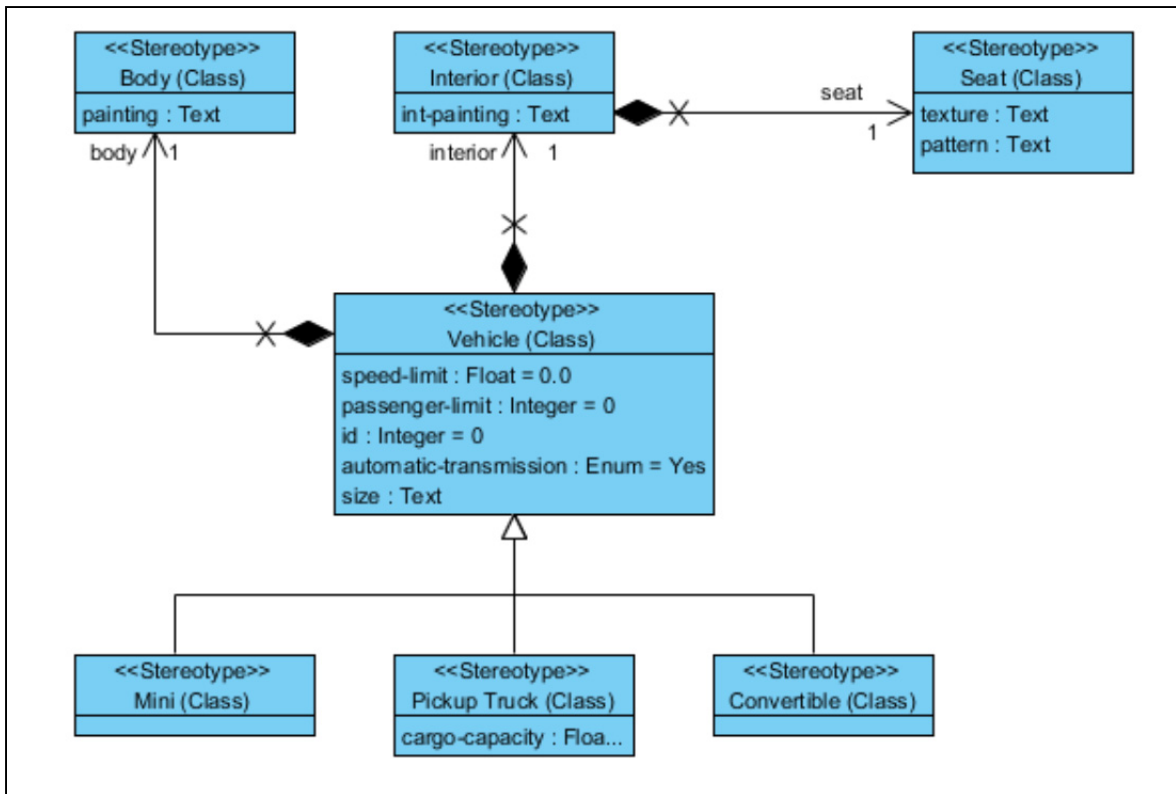 <<Stereotype>>
Body (Class)
painting : Text
<<Stereotype>>
Interior (Class)
int-painting : Text
<<Stereotype>>
Seat (Class)
texture : Text
pattern : Text
seat
1
body
1
interior
1
<<Stereotype>>
Vehicle (Class)
speed-limit : Float = 0.0
passenger-limit : Integer = 0
id : Integer = 0
automatic-transmission : Enum = Yes
size : Text
<<Stereotype>>
Mini (Class)
<<Stereotype>>
Pickup Truck (Class)
cargo-capacity : Floa...
<<Stereotype>>
Convertible (Class)